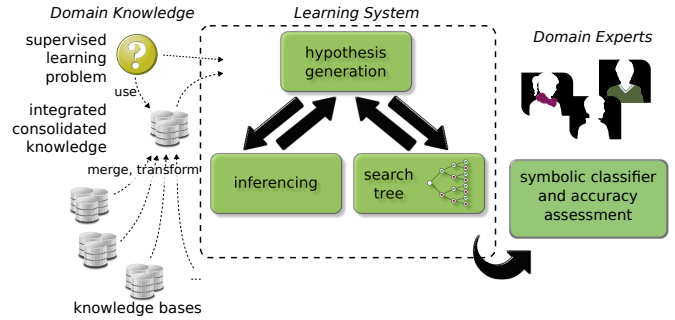 Domain Knowledge
Learning System
Domain Experts
supervised
learning
problem
?
use
integrated
consolidated
knowledge
merge, transform
...
knowledge bases
hypothesis
generation
inferencing
search
tree
symbolic classifier
and accuracy
assessment